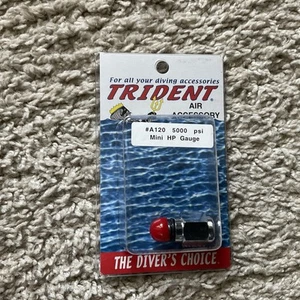 For all your diving accessories
TRIDENT
AIR
ACCESSORY
#A120 5000 psi
Mini HP Gauge
THE DIVER'S CHOICE